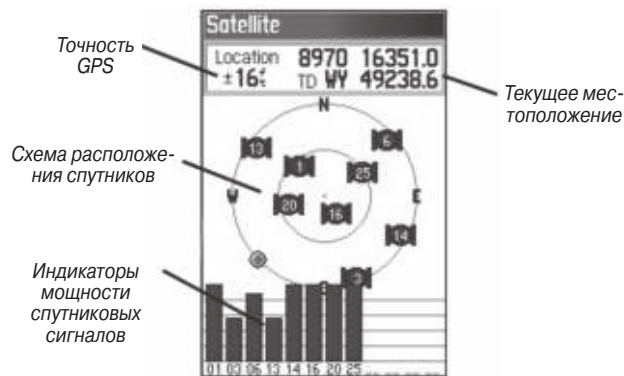 Satellite
Location 8970 16351.0
±16 ft TD WY 49238.6
Точность
GPS
Текущее мес-
тоположение
Схема расположе-
ния спутников
Индикаторы
мощности
спутниковых
сигналов
N
13
6
1
25
W
E
20
16
14
3
S
01 03 06 13 14 16 20 25